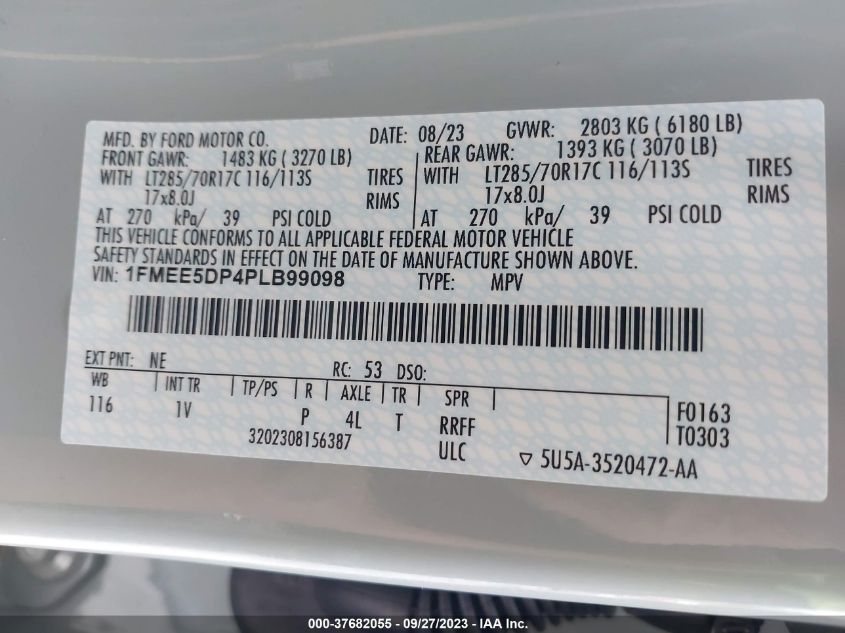 MFD. BY FORD MOTOR CO. DATE: 08/23 GVWR: 2803 KG ( 6180 LB)
FRONT GAWR: 1483 KG ( 3270 LB) REAR GAWR: 1393 KG ( 3070 LB)
WITH LT285/70R17C 116/113S TIRES WITH LT285/70R17C 116/113S TIRES
17x8.0J RIMS 17x8.0J RIMS
AT 270 kPa/ 39 PSI COLD AT 270 kPa/ 39 PSI COLD
THIS VEHICLE CONFORMS TO ALL APPLICABLE FEDERAL MOTOR VEHICLE
SAFETY STANDARDS IN EFFECT ON THE DATE OF MANUFACTURE SHOWN ABOVE.
VIN: 1FMEE5DP4PLB99098 TYPE: MPV
EXT PNT: NE RC: 53 DSO:
WB INT TR TP/PS R AXLE TR SPR
116 1V P 4L T RRFF F0163
3202308156387 ULC T0303
▽ 5U5A-3520472-AA
000-37682055 - 09/27/2023 - IAA Inc.